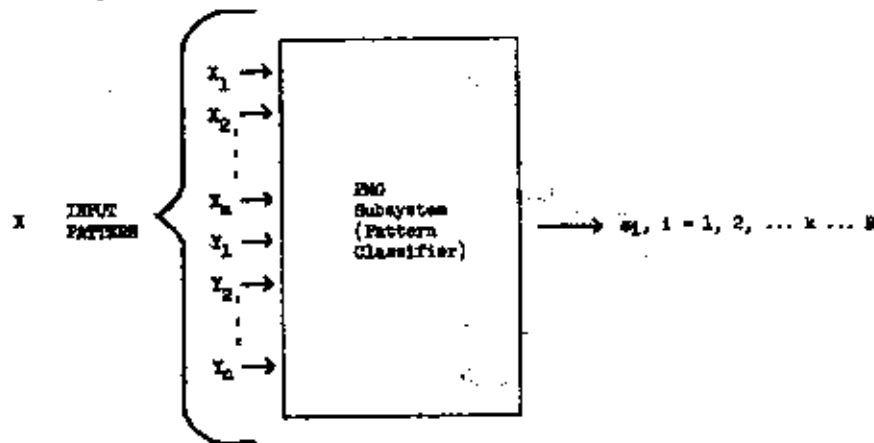 X₁ →
X₂ →
Xₙ →
X INPUT PATTERN
Y₁ →
Y₂ →
Yₙ →
Subsystem
(Pattern
Classifier)
→ i = 1, 2, ... k ...